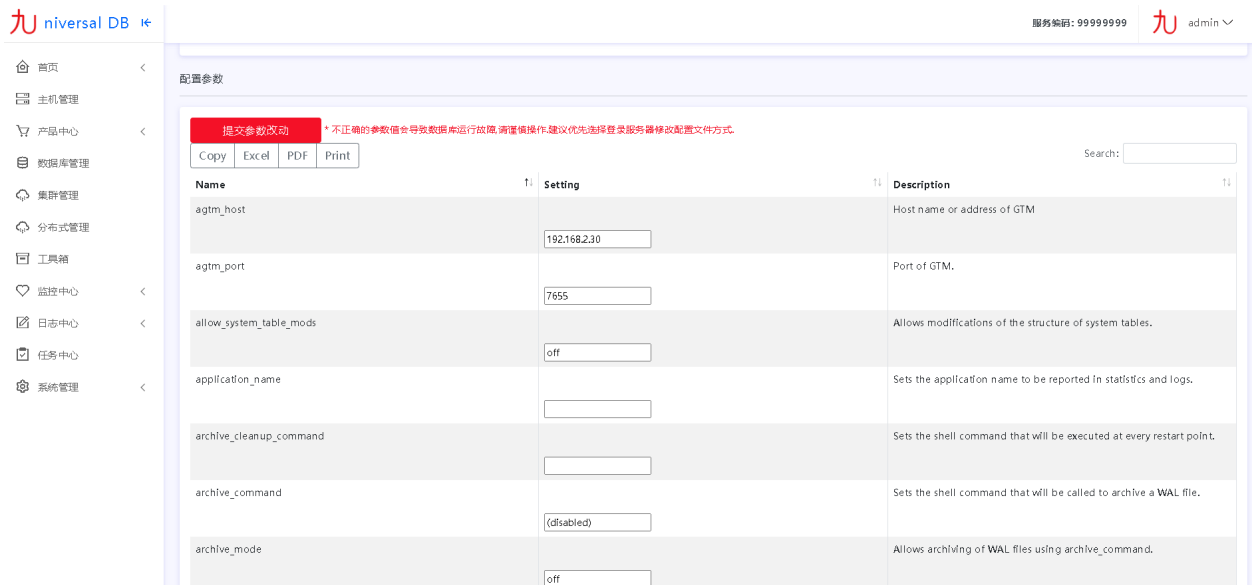 九 niversal DB
服务编码: 99999999
九 admin
首页
主机管理
产品中心
数据库管理
集群管理
分布式管理
工具箱
监控中心
日志中心
任务中心
系统管理
配置参数
提交参数改动 * 不正确的参数值会导致数据库运行故障,请谨慎操作.建议优先选择登录服务器修改配置文件方式.
Copy Excel PDF Print Search:
Name Setting Description
agtm_host Host name or address of GTM
192.168.2.30
agtm_port Port of GTM.
7655
allow_system_table_mods Allows modifications of the structure of system tables.
off
application_name Sets the application name to be reported in statistics and logs.
archive_cleanup_command Sets the shell command that will be executed at every restart point.
archive_command Sets the shell command that will be called to archive a WAL file.
(disabled)
archive_mode Allows archiving of WAL files using archive_command.
off